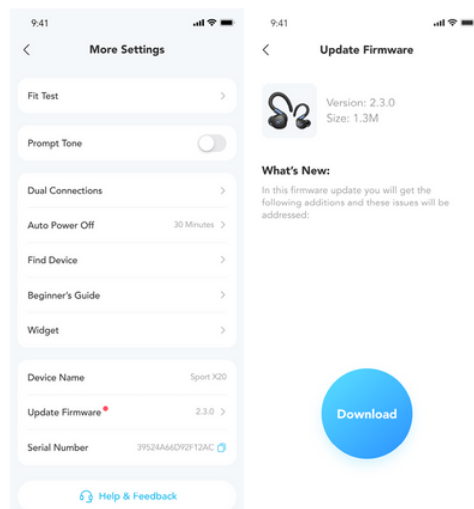 9:41
More Settings
Fit Test
Prompt Tone
Dual Connections
Auto Power Off 30 Minutes
Find Device
Beginner's Guide
Widget
Device Name Sport X20
Update Firmware 2.3.0
Serial Number 39524A66D92F12AC
Help & Feedback
9:41
Update Firmware
Version: 2.3.0
Size: 1.3M
What's New:
In this firmware update you will get the
following additions and these issues will be
addressed:
Download